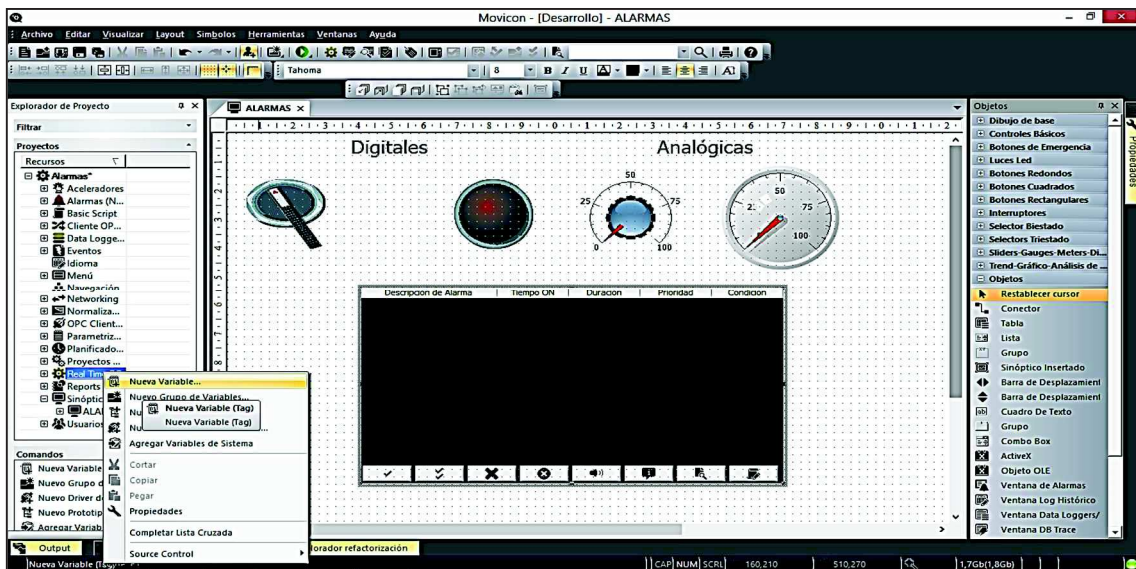 Movicon - [Desarrollo] - ALARMAS
Archivo Editar Visualizar Layout Símbolos Herramientas Ventanas Ayuda
Tahoma 8 B I U A
Explorador de Proyecto
Filtrar
Proyectos
Recursos
Alarmas*
Aceleradores
Alarmas (N...
Basic Script
Cliente OP...
Data Logge...
Eventos
Idioma
Menú
Navegación
Networking
Normaliza...
OPC Client...
Parametriz...
Planificado...
Proyectos ...
Real Tim
Reports
Sinóptic
ALA
Usuarios
Comandos
Nueva Variable
Nuevo Grupo d
Nuevo Driver d
Nuevo Prototip
Agregar Variab
Nueva Variable...
Nuevo Grupo de Variables...
Nu
Nueva Variable (Tag)
Nueva Variable (Tag)
Nu
Agregar Variables de Sistema
Cortar
Copiar
Pegar
Propiedades
Completar Lista Cruzada
Source Control
ALARMAS
Digitales
Analógicas
0 25 50 75 100
50 75 100
Descripción de Alarma Tiempo ON Duración Prioridad Condición
Objetos
Dibujo de base
Controles Básicos
Botones de Emergencia
Luces Led
Botones Redondos
Botones Cuadrados
Botones Rectangulares
Interruptores
Selector Biestado
Selectors Triestado
Sliders-Gauges-Meters-Di...
Trend-Gráfico-Análisis de ...
Objetos
Restablecer cursor
Conector
Tabla
Lista
Grupo
Sinóptico Insertado
Barra de Desplazamient
Barra de Desplazamient
Cuadro De Texto
Grupo
Combo Box
ActiveX
Objeto OLE
Ventana de Alarmas
Ventana Log Histórico
Ventana Data Loggers/
Ventana DB Trace
Propiedades
Output
lorador refactorización
Nueva Variable
CAP NUM SCRL 160,210 510,270 1,7Gb(1,8Gb)